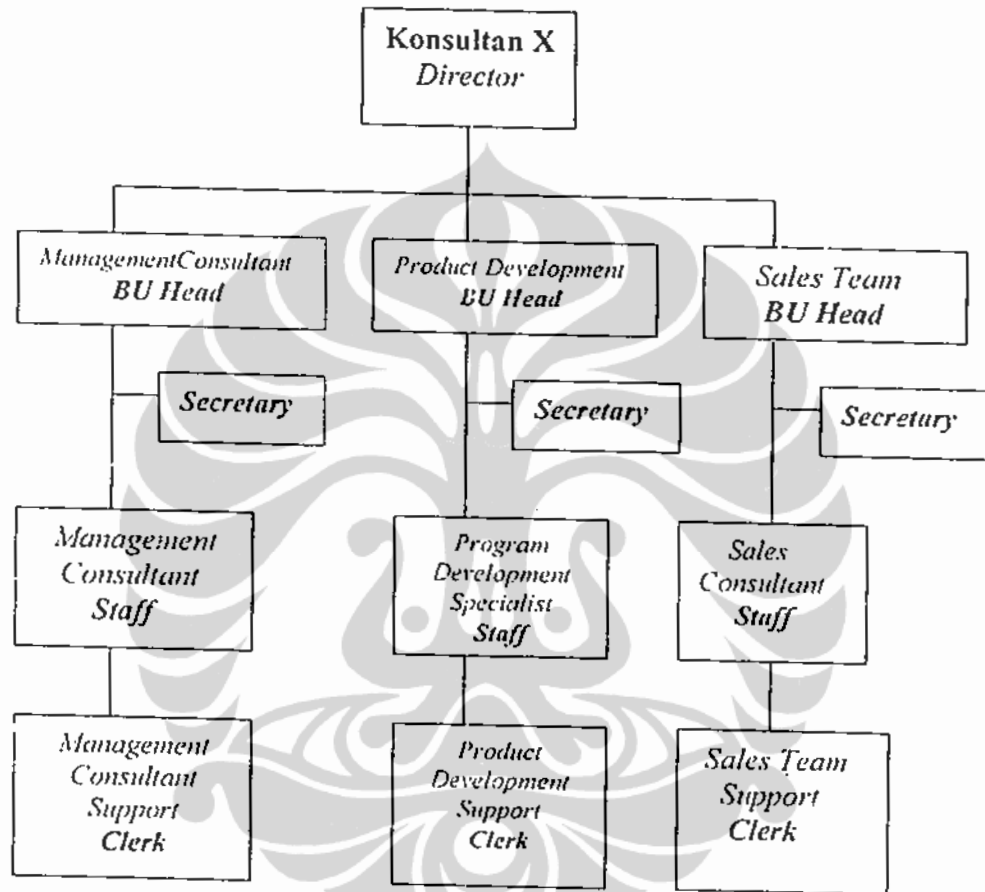 Konsultan X
Director
ManagementConsultant
BU Head
Product Development
BU Head
Sales Team
BU Head
Secretary
Secretary
Secretary
Management
Consultant
Staff
Program
Development
Specialist
Staff
Sales
Consultant
Staff
Management
Consultant
Support
Clerk
Product
Development
Support
Clerk
Sales Team
Support
Clerk